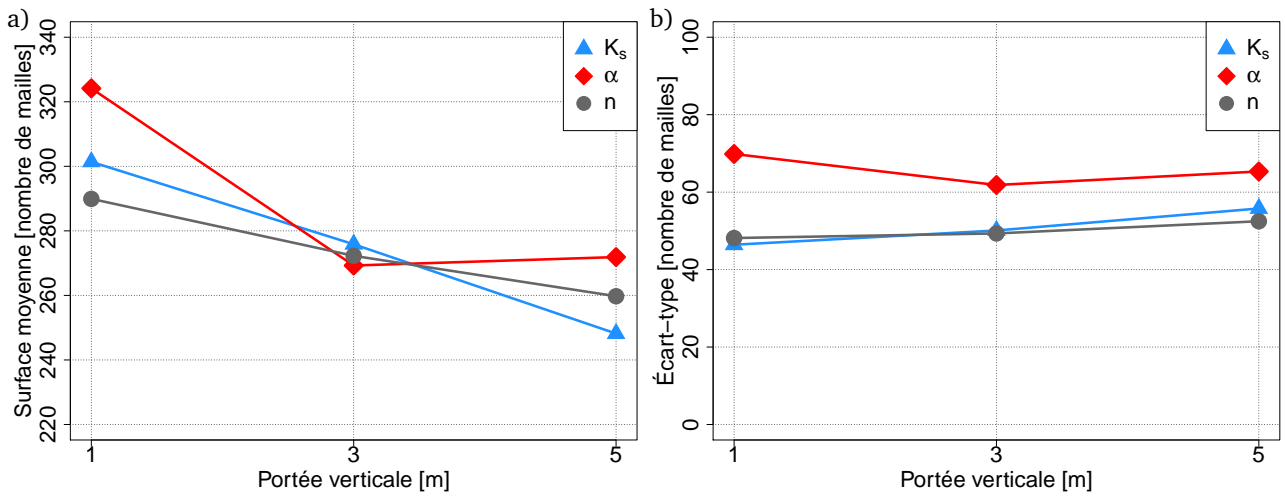 a)
Surface moyenne [nombre de mailles]
340
320
300
280
260
240
220
1
3
5
Portée verticale [m]
Ks
α
n
b)
Écart−type [nombre de mailles]
100
80
60
40
20
0
1
3
5
Portée verticale [m]
Ks
α
n